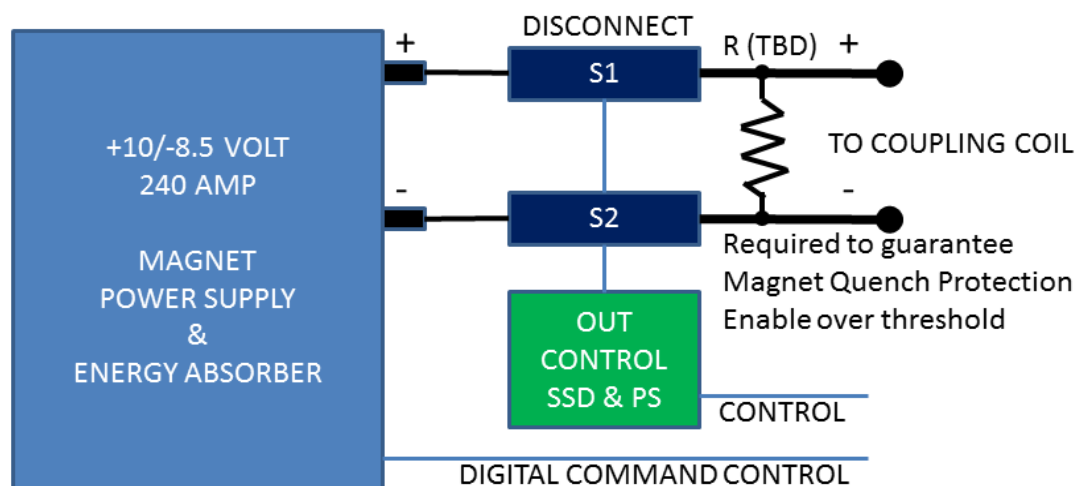 +10/-8.5 VOLT
240 AMP
MAGNET
POWER SUPPLY
&
ENERGY ABSORBER
+
-
DISCONNECT
S1
S2
OUT
CONTROL
SSD & PS
R (TBD)
+
TO COUPLING COIL
-
Required to guarantee
Magnet Quench Protection
Enable over threshold
CONTROL
DIGITAL COMMAND CONTROL